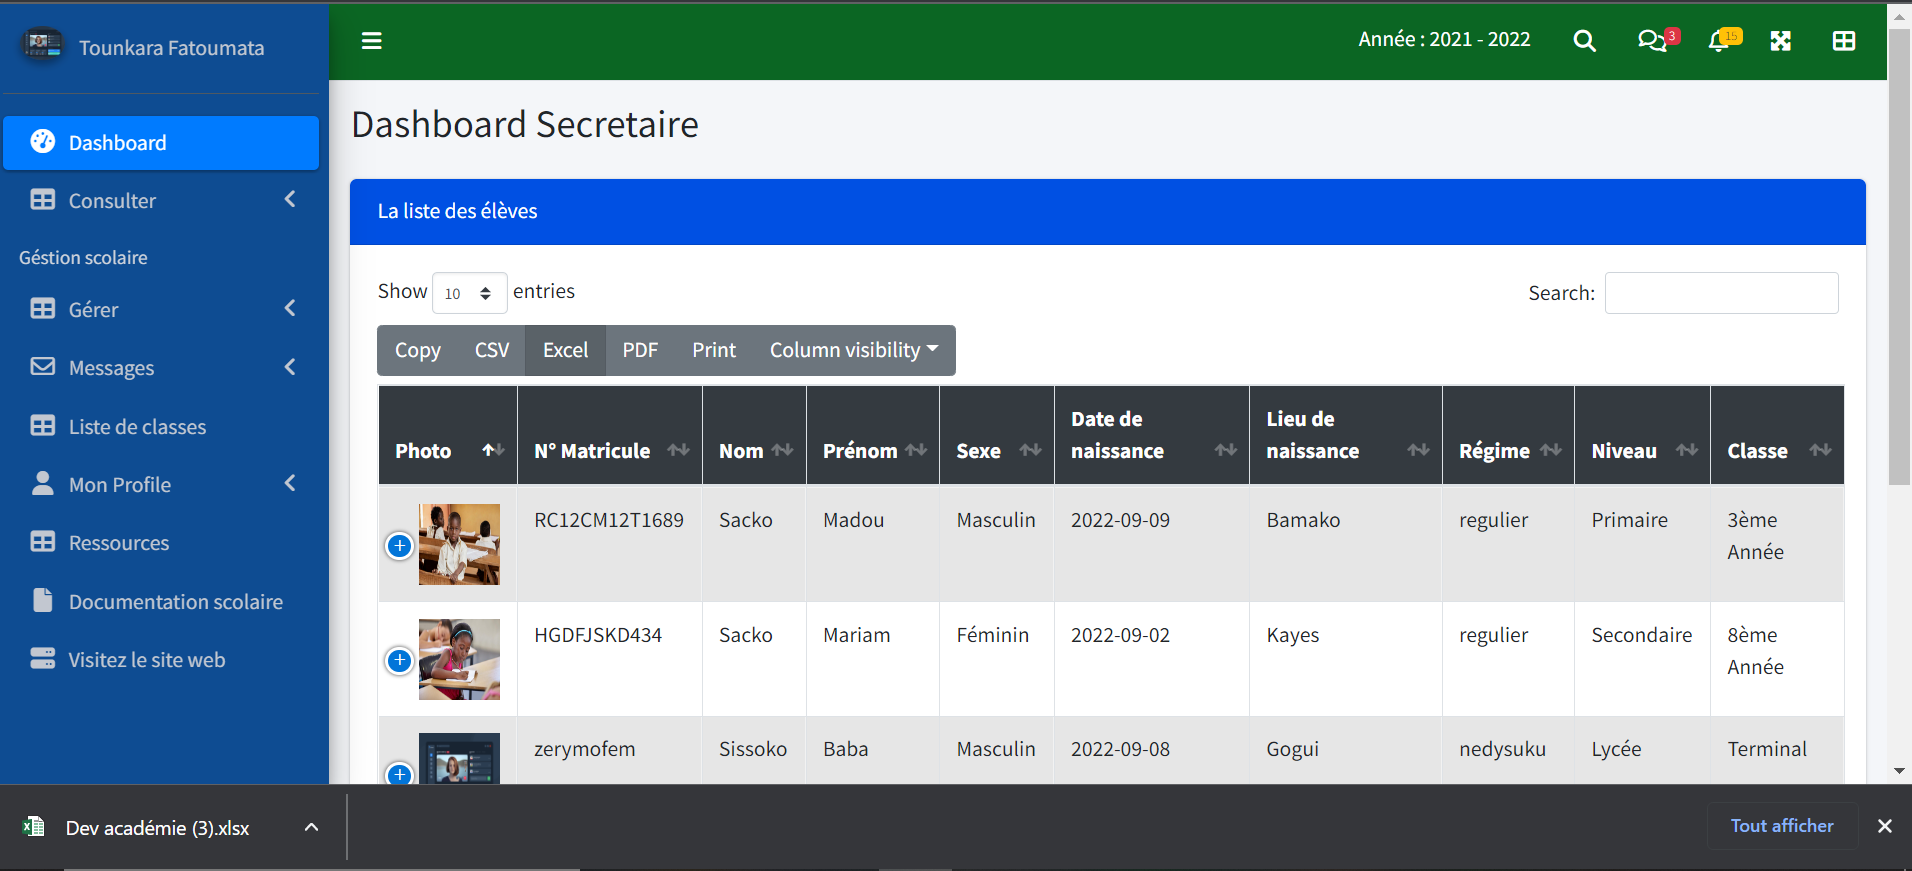 Tounkara Fatoumata
Année : 2021 - 2022
3
15
Dashboard
Consulter
Géstion scolaire
Gérer
Messages
Liste de classes
Mon Profile
Ressources
Documentation scolaire
Visitez le site web
Dashboard Secretaire
La liste des élèves
Show 10 entries
Search:
Copy CSV Excel PDF Print Column visibility
Photo N° Matricule Nom Prénom Sexe Date de naissance Lieu de naissance Régime Niveau Classe
RC12CM12T1689 Sacko Madou Masculin 2022-09-09 Bamako regulier Primaire 3ème Année
HGDFJSKD434 Sacko Mariam Féminin 2022-09-02 Kayes regulier Secondaire 8ème Année
zerymofem Sissoko Baba Masculin 2022-09-08 Gogui nedysuku Lycée Terminal
Dev académie (3).xlsx
Tout afficher